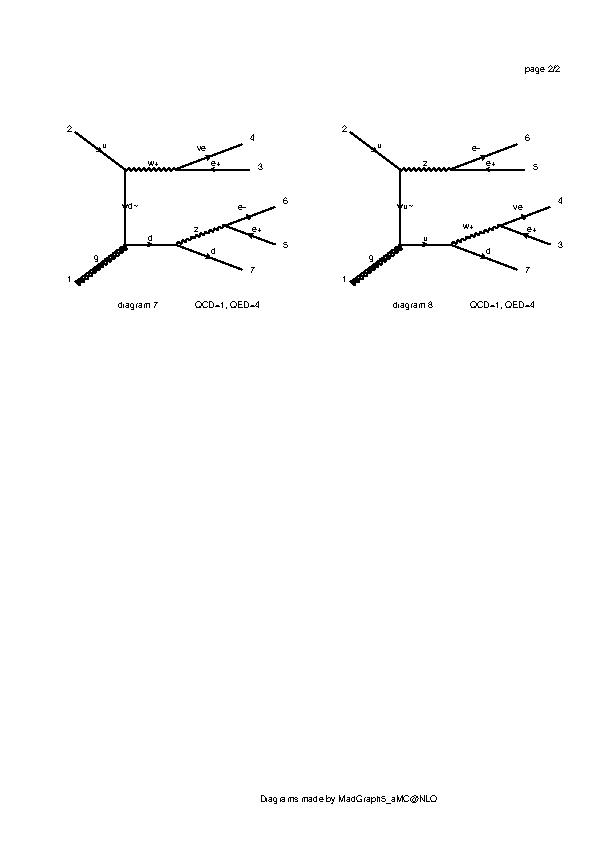 page 2/2
2
u
w+
ve
4
e+
3
d~
e-
6
z
e+
5
d
d
7
g
1
diagram 7 QCD=1, QED=4
2
u
z
e-
6
e+
5
u~
ve
4
w+
e+
3
u
d
7
g
1
diagram 8 QCD=1, QED=4
Diagrams made by MadGraph5_aMC@NLO